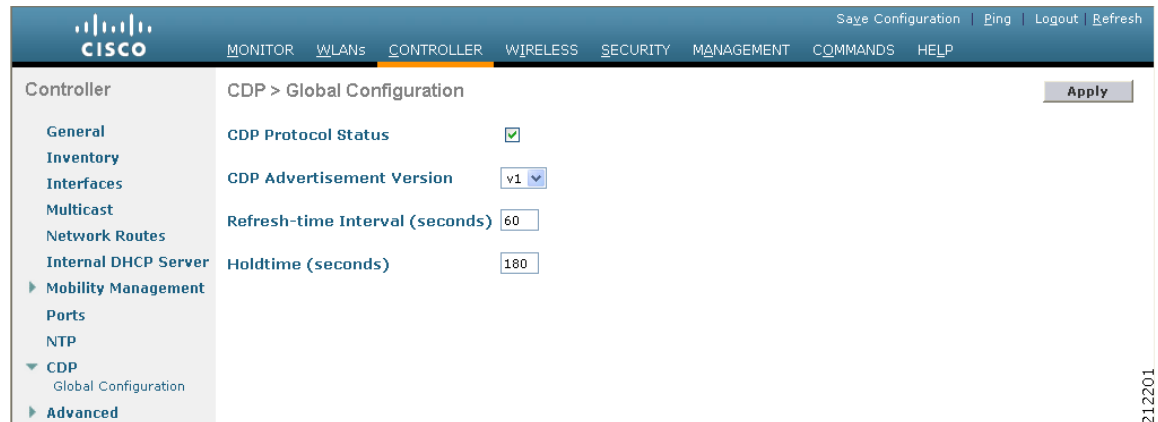 Save Configuration | Ping | Logout | Refresh
CISCO
MONITOR WLANs CONTROLLER WIRELESS SECURITY MANAGEMENT COMMANDS HELP
Controller
CDP > Global Configuration
Apply
General
Inventory
Interfaces
Multicast
Network Routes
Internal DHCP Server
Mobility Management
Ports
NTP
CDP
Global Configuration
Advanced
CDP Protocol Status
CDP Advertisement Version v1
Refresh-time Interval (seconds) 60
Holdtime (seconds) 180
212201